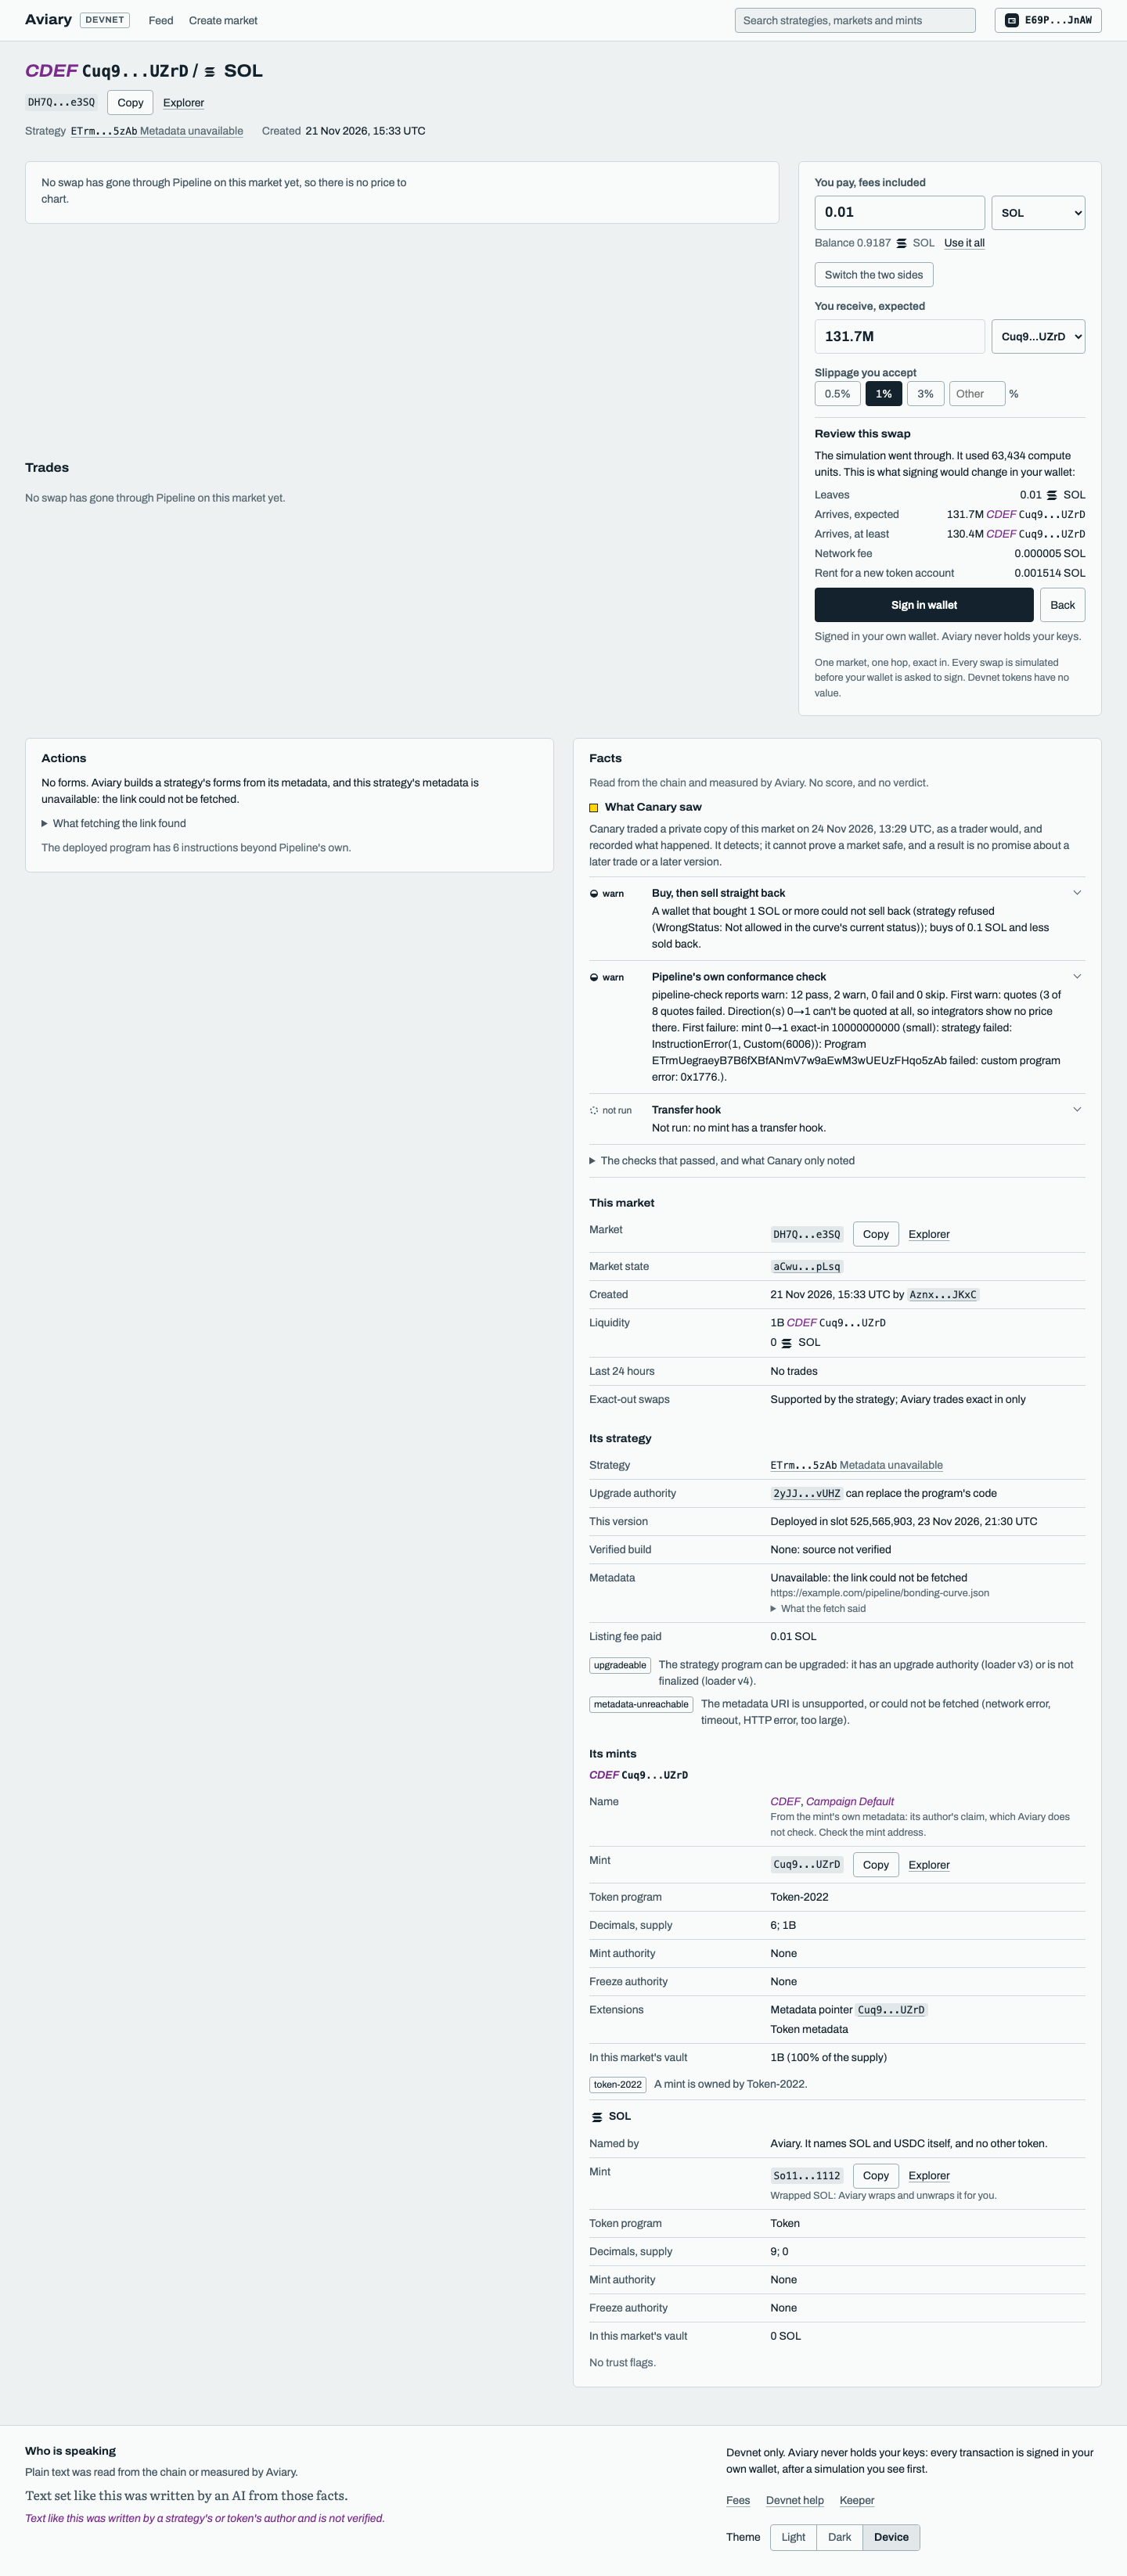 Aviary DEVNET Feed Create market Search strategies, markets and mints E69P...JnAW
CDEF Cuq9...UZrD / SOL
DH7Q...e3SQ Copy Explorer
Strategy ETrm...5zAb Metadata unavailable Created 21 Nov 2026, 15:33 UTC
No swap has gone through Pipeline on this market yet, so there is no price to
chart.
Trades
No swap has gone through Pipeline on this market yet.
You pay, fees included
0.01 SOL
Balance 0.9187 SOL Use it all
Switch the two sides
You receive, expected
131.7M Cuq9...UZrD
Slippage you accept
0.5% 1% 3% Other %
Review this swap
The simulation went through. It used 63,434 compute
units. This is what signing would change in your wallet:
Leaves 0.01 SOL
Arrives, expected 131.7M CDEF Cuq9...UZrD
Arrives, at least 130.4M CDEF Cuq9...UZrD
Network fee 0.000005 SOL
Rent for a new token account 0.001514 SOL
Sign in wallet Back
Signed in your own wallet. Aviary never holds your keys.
One market, one hop, exact in. Every swap is simulated
before your wallet is asked to sign. Devnet tokens have no
value.
Actions
No forms. Aviary builds a strategy's forms from its metadata, and this strategy's metadata is
unavailable: the link could not be fetched.
What fetching the link found
The deployed program has 6 instructions beyond Pipeline's own.
Facts
Read from the chain and measured by Aviary. No score, and no verdict.
What Canary saw
Canary traded a private copy of this market on 24 Nov 2026, 13:29 UTC, as a trader would, and
recorded what happened. It detects; it cannot prove a market safe, and a result is no promise about a
later trade or a later version.
warn Buy, then sell straight back
A wallet that bought 1 SOL or more could not sell back (strategy refused
(WrongStatus: Not allowed in the curve's current status)); buys of 0.1 SOL and less
sold back.
warn Pipeline's own conformance check
pipeline-check reports warn: 12 pass, 2 warn, 0 fail and 0 skip. First warn: quotes (3 of
8 quotes failed. Direction(s) 0→1 can't be quoted at all, so integrators show no price
there. First failure: mint 0→1 exact-in 10000000000 (small): strategy failed:
InstructionError(1, Custom(6006)): Program
ETrmUegraeyB7B6fXBfANmV7w9aEwM3wUEUzFHqo5zAb failed: custom program
error: 0x1776.).
not run Transfer hook
Not run: no mint has a transfer hook.
The checks that passed, and what Canary only noted
This market
Market DH7Q...e3SQ Copy Explorer
Market state aCwu...pLsq
Created 21 Nov 2026, 15:33 UTC by Aznx...JKxC
Liquidity 1B CDEF Cuq9...UZrD
0 SOL
Last 24 hours No trades
Exact-out swaps Supported by the strategy; Aviary trades exact in only
Its strategy
Strategy ETrm...5zAb Metadata unavailable
Upgrade authority 2yJJ...vUHZ can replace the program's code
This version Deployed in slot 525,565,903, 23 Nov 2026, 21:30 UTC
Verified build None: source not verified
Metadata Unavailable: the link could not be fetched
https://example.com/pipeline/bonding-curve.json
What the fetch said
Listing fee paid 0.01 SOL
upgradeable The strategy program can be upgraded: it has an upgrade authority (loader v3) or is not
finalized (loader v4).
metadata-unreachable The metadata URI is unsupported, or could not be fetched (network error,
timeout, HTTP error, too large).
Its mints
CDEF Cuq9...UZrD
Name CDEF, Campaign Default
From the mint's own metadata: its author's claim, which Aviary does
not check. Check the mint address.
Mint Cuq9...UZrD Copy Explorer
Token program Token-2022
Decimals, supply 6; 1B
Mint authority None
Freeze authority None
Extensions Metadata pointer Cuq9...UZrD
Token metadata
In this market's vault 1B (100% of the supply)
token-2022 A mint is owned by Token-2022.
SOL
Named by Aviary. It names SOL and USDC itself, and no other token.
Mint So11...1112 Copy Explorer
Wrapped SOL: Aviary wraps and unwraps it for you.
Token program Token
Decimals, supply 9; 0
Mint authority None
Freeze authority None
In this market's vault 0 SOL
No trust flags.
Who is speaking
Plain text was read from the chain or measured by Aviary.
Text set like this was written by an AI from those facts.
Text like this was written by a strategy's or token's author and is not verified.
Devnet only. Aviary never holds your keys: every transaction is signed in your
own wallet, after a simulation you see first.
Fees Devnet help Keeper
Theme Light Dark Device